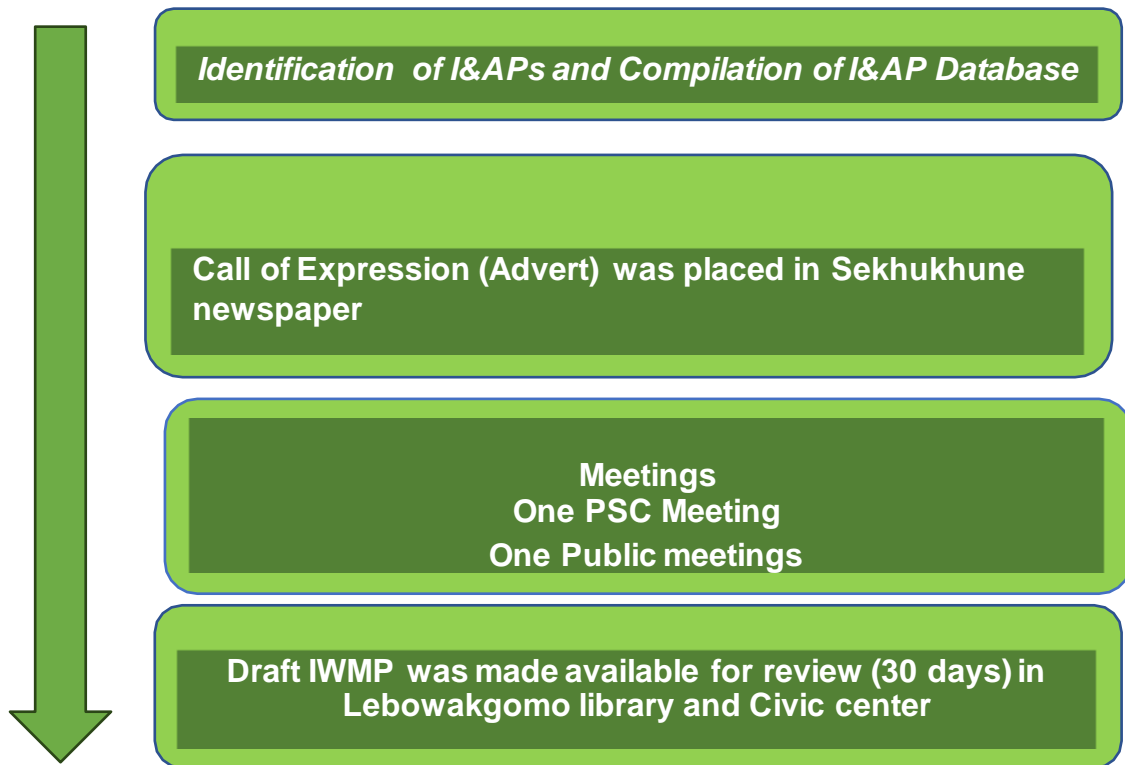 Identification of I&APs and Compilation of I&AP Database
Call of Expression (Advert) was placed in Sekhukhune
newspaper
Meetings
One PSC Meeting
One Public meetings
Draft IWMP was made available for review (30 days) in
Lebowakgomo library and Civic center